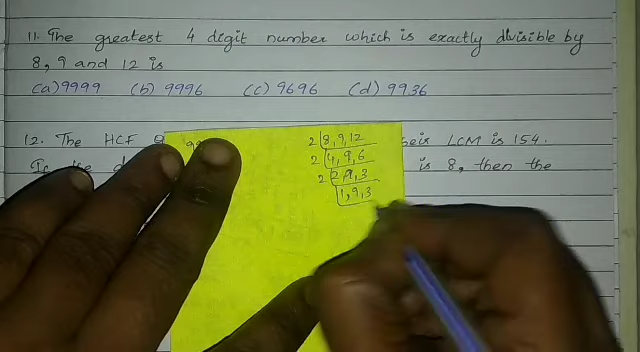 11. The greatest 4 digit number which is exactly divisible by
8, 9 and 12 is
(a) 9999 (b) 9996 (c) 9696 (d) 9936
12. The HCF LCM is 154.
is 8, then the
2 8, 9, 12
2 4, 9, 6
2 2, 9, 3
1, 9, 3